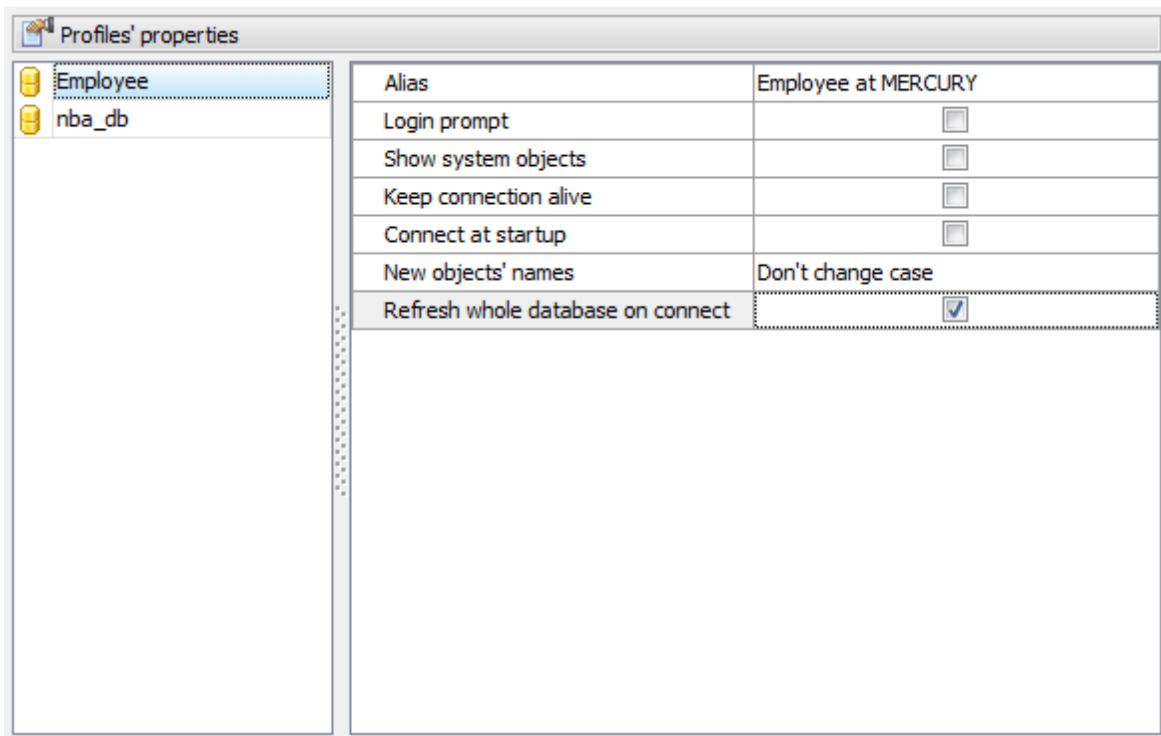 Profiles' properties
Employee
nba_db
Alias Employee at MERCURY
Login prompt
Show system objects
Keep connection alive
Connect at startup
New objects' names Don't change case
Refresh whole database on connect